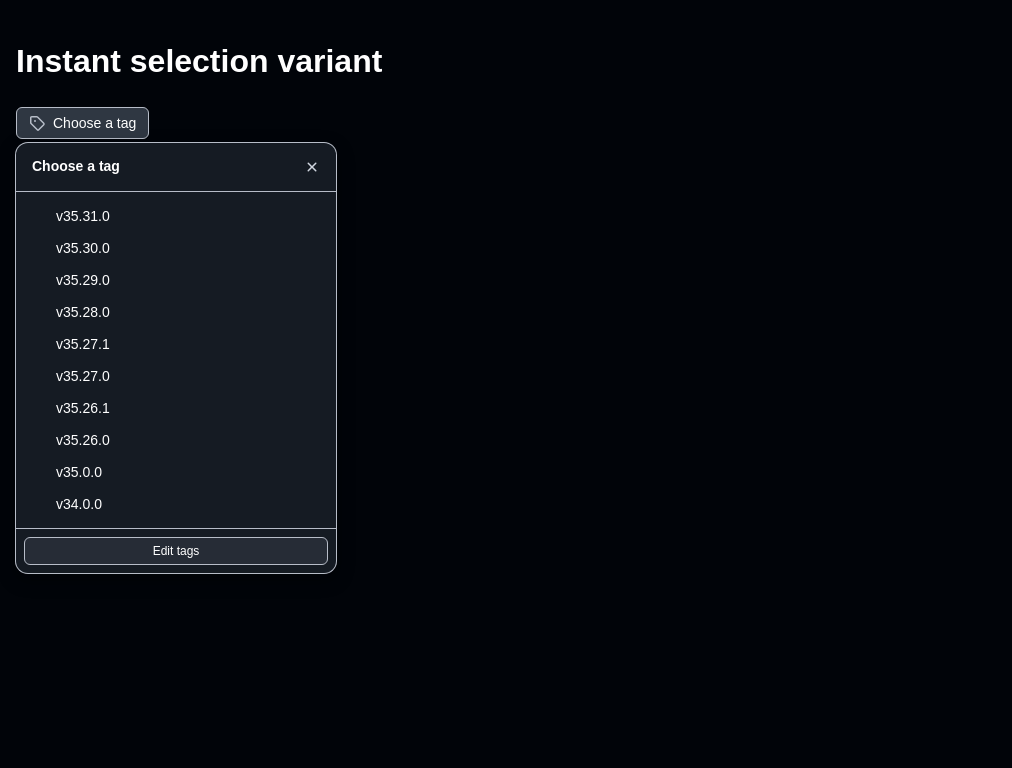 Instant selection variant
Choose a tag
Choose a tag
v35.31.0
v35.30.0
v35.29.0
v35.28.0
v35.27.1
v35.27.0
v35.26.1
v35.26.0
v35.0.0
v34.0.0
Edit tags